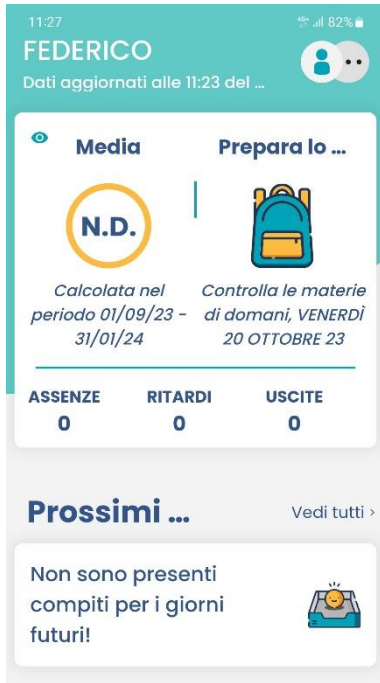 11:27
4G+ 82%
FEDERICO
Dati aggiornati alle 11:23 del ...
Media
Prepara lo ...
N.D.
Calcolata nel
periodo 01/09/23 -
31/01/24
Controlla le materie
di domani, VENERDÌ
20 OTTOBRE 23
ASSENZE RITARDI USCITE
0 0 0
Prossimi ...
Vedi tutti >
Non sono presenti
compiti per i giorni
futuri!